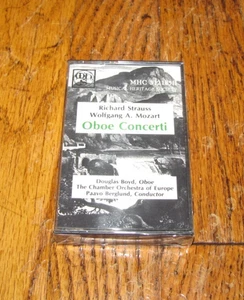 MHC
MUSICAL HERITAGE SOCIETY
Richard Strauss
Wolfgang A. Mozart
Oboe Concerti
Douglas Boyd, Oboe
The Chamber Orchestra of Europe
Paavo Berglund, Conductor